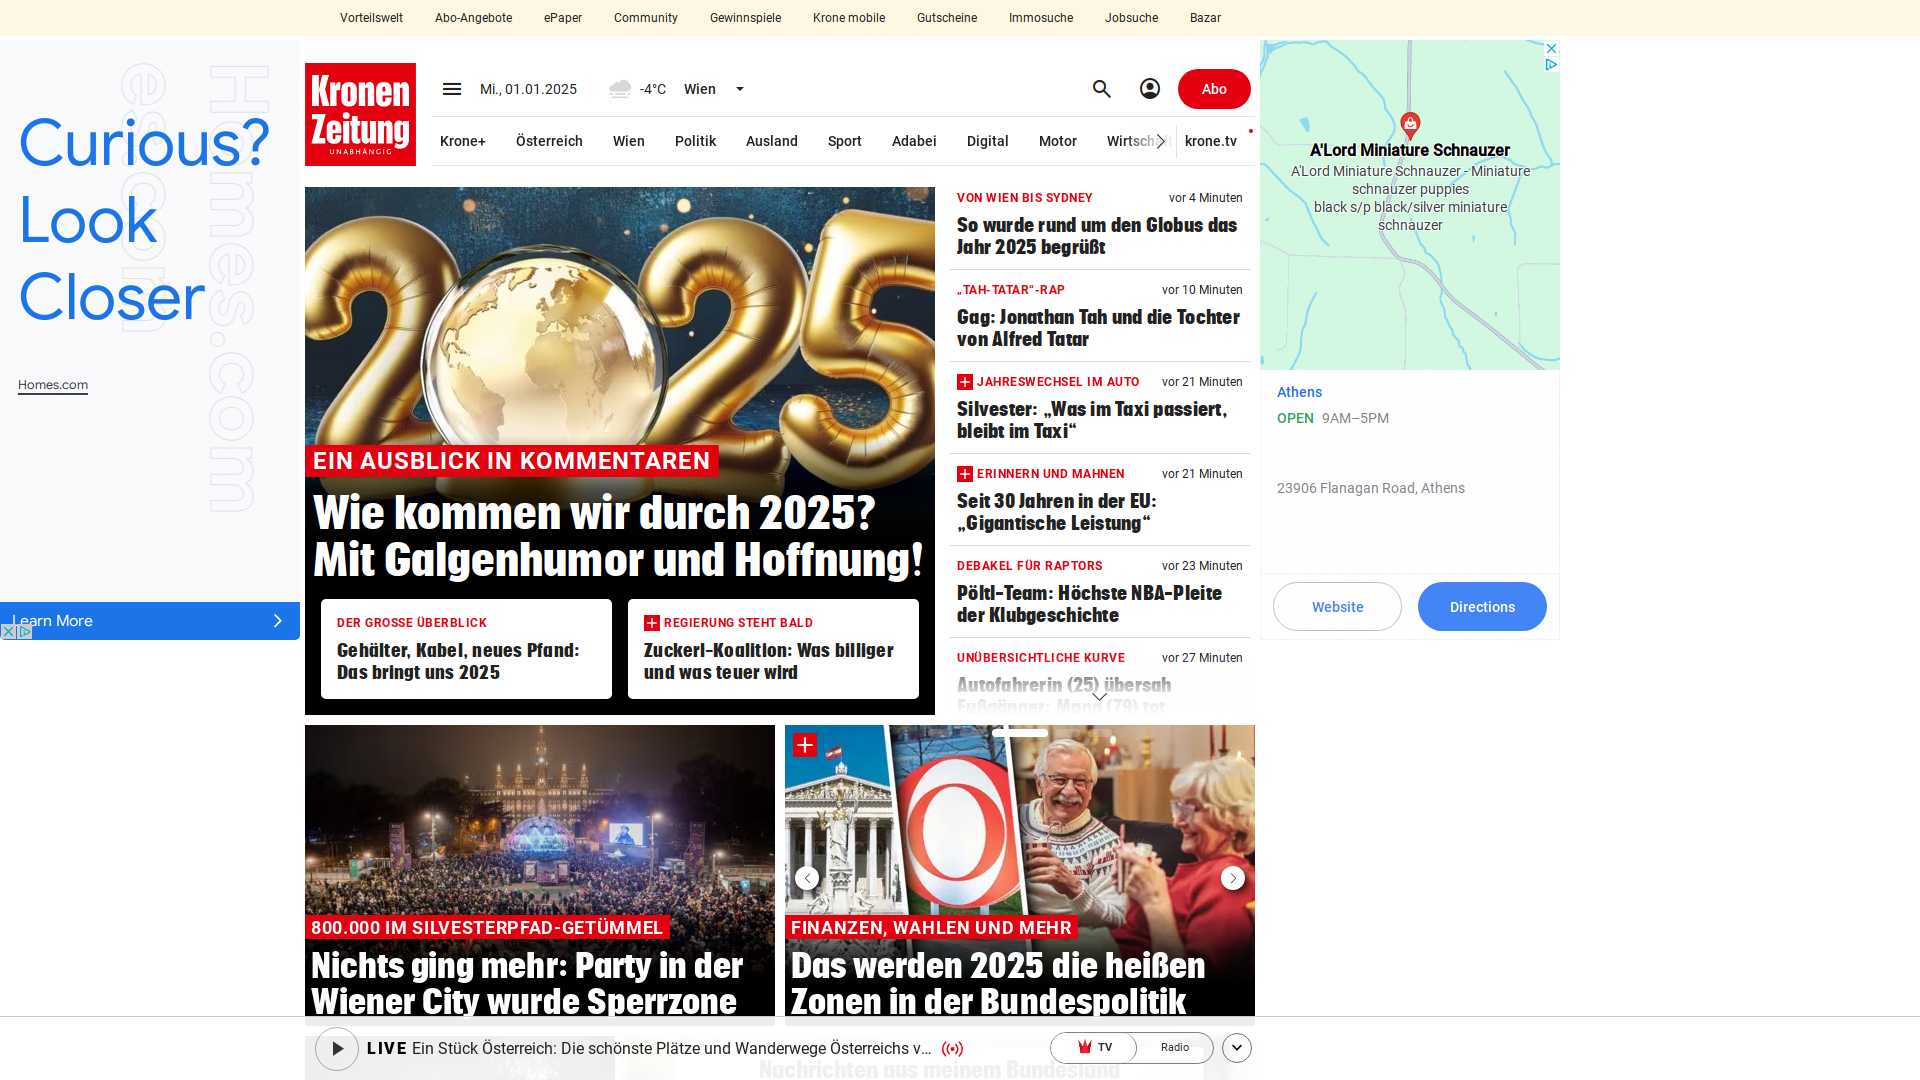 Vorteilswelt
Abo-Angebote
ePaper
Community
Gewinnspiele
Krone mobile
Gutscheine
Immosuche
Jobsuche
Bazar
Homes.com
Curious?
Look
Closer
Homes.com
Learn More
Kronen
Zeitung
UNABHÄNGIG
Mi., 01.01.2025
-4°C
Wien
Abo
Krone+
Österreich
Wien
Politik
Ausland
Sport
Adabei
Digital
Motor
krone.tv
2025
EIN AUSBLICK IN KOMMENTAREN
Wie kommen wir durch 2025?
Mit Galgenhumor und Hoffnung!
DER GROSSE ÜBERBLICK
Gehälter, Kabel, neues Pfand:
Das bringt uns 2025
REGIERUNG STEHT BALD
Zuckerl-Koalition: Was billiger
und was teuer wird
VON WIEN BIS SYDNEY
vor 4 Minuten
So wurde rund um den Globus das
Jahr 2025 begrüßt
„TAH-TATAR“-RAP
vor 10 Minuten
Gag: Jonathan Tah und die Tochter
von Alfred Tatar
JAHRESWECHSEL IM AUTO
vor 21 Minuten
Silvester: „Was im Taxi passiert,
bleibt im Taxi“
ERINNERN UND MAHNEN
vor 21 Minuten
Seit 30 Jahren in der EU:
„Gigantische Leistung“
DEBAKEL FÜR RAPTORS
vor 23 Minuten
Pöltl-Team: Höchste NBA-Pleite
der Klubgeschichte
UNÜBERSICHTLICHE KURVE
vor 27 Minuten
Autofahrerin (25) übersah
Fußgänger: Mann (79) tot
A'Lord Miniature Schnauzer
A'Lord Miniature Schnauzer - Miniature
schnauzer puppies
black s/p black/silver miniature
schnauzer
Athens
OPEN 9AM–5PM
23906 Flanagan Road, Athens
Website
Directions
800.000 IM SILVESTERPFAD-GETÜMMEL
Nichts ging mehr: Party in der
Wiener City wurde Sperrzone
FINANZEN, WAHLEN UND MEHR
Das werden 2025 die heißen
Zonen in der Bundespolitik
LIVE Ein Stück Österreich: Die schönste Plätze und Wanderwege Österreichs v...
TV
Radio
Nachrichten aus meinem Bundesland